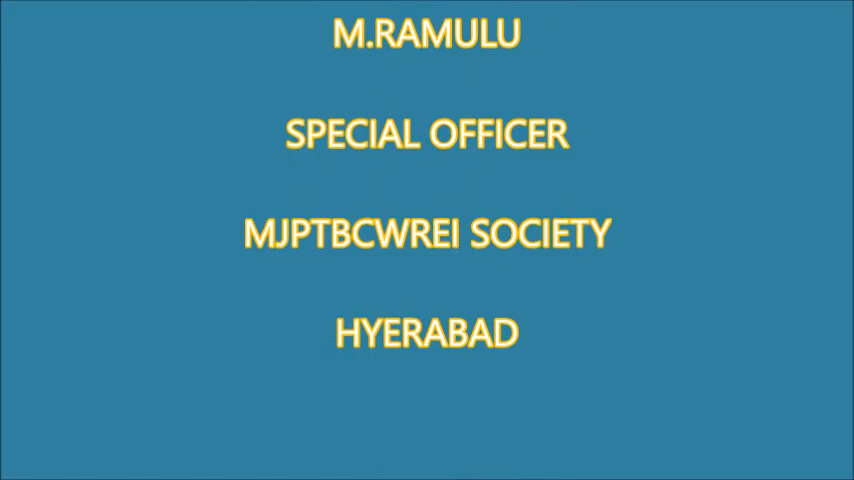 M.RAMULU
SPECIAL OFFICER
MJPTBCWREI SOCIETY
HYERABAD